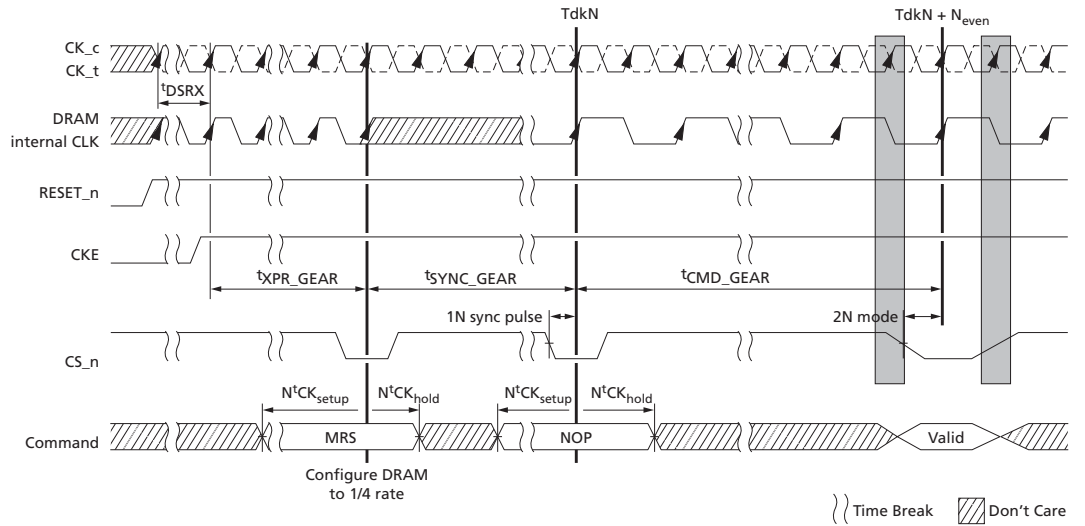 TdkN
TdkN + Neven
CK_c
CK_t
tDSRX
DRAM
internal CLK
RESET_n
CKE
tXPR_GEAR
tSYNC_GEAR
tCMD_GEAR
1N sync pulse
2N mode
CS_n
NtCKsetup
NtCKhold
NtCKsetup
NtCKhold
Command
MRS
NOP
Valid
Configure DRAM
to 1/4 rate
Time Break
Don't Care